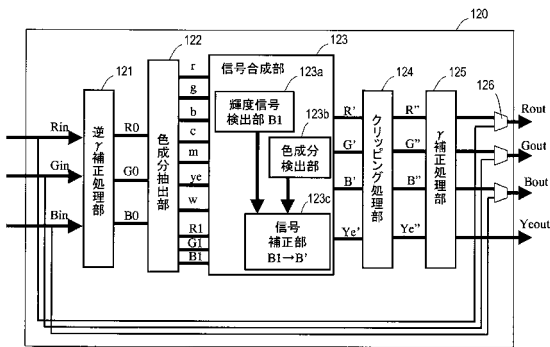 120
122
123
121
信号合成部
123a
124
125
126
r
g
b
c
m
ye
w
R1
G1
B1
輝度信号
検出部 B1
123b
色成分
検出部
123c
信号
補正部
B1→B'
Rin
Gin
Bin
逆γ補正処理部
R0
G0
B0
色成分抽出部
R'
G'
B'
Ye'
クリッピング処理部
R"
G"
B"
Ye"
γ補正処理部
Rout
Gout
Bout
Yeout